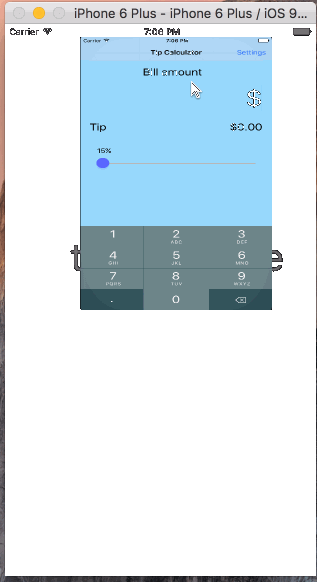 iPhone 6 Plus - iPhone 6 Plus / iOS 9...
Carrier 7:06 PM
Carrier 7:06 PM
Tip Calculator Settings
Bill amount
$
Tip $0.00
15%
1 2 3
ABC DEF
4 5 6
GHI JKL MNO
7 8 9
PQRS TUV WXYZ
. 0